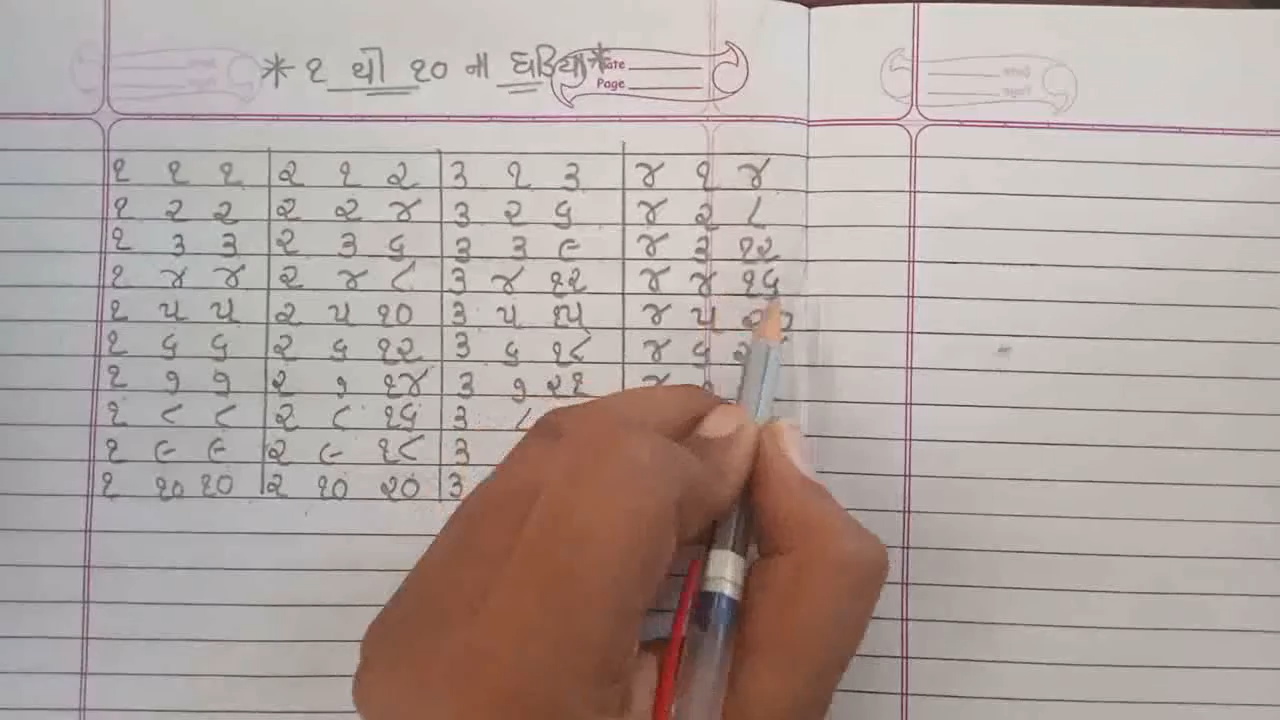 * ૧ થી ૧૦ ના ઘડિયા *
Date
Page
૧ ૧ ૧ ૨ ૧ ૨ ૩ ૧ ૩ ૪ ૧ ૪
૧ ૨ ૨ ૨ ૨ ૪ ૩ ૨ ૬ ૪ ૨ ૮
૧ ૩ ૩ ૨ ૩ ૬ ૩ ૩ ૯ ૪ ૩ ૧૨
૧ ૪ ૪ ૨ ૪ ૮ ૩ ૪ ૧૨ ૪ ૪ ૧૬
૧ ૫ ૫ ૨ ૫ ૧૦ ૩ ૫ ૧૫ ૪ ૫ ૨૦
૧ ૬ ૬ ૨ ૬ ૧૨ ૩ ૬ ૧૮ ૪ ૬
૧ ૭ ૭ ૨ ૭ ૧૪ ૩ ૭ ૨૧ ૪
૧ ૮ ૮ ૨ ૮ ૧૬ ૩ ૮
૧ ૯ ૯ ૨ ૯ ૧૮ ૩
૧ ૧૦ ૧૦ ૨ ૧૦ ૨૦ ૩